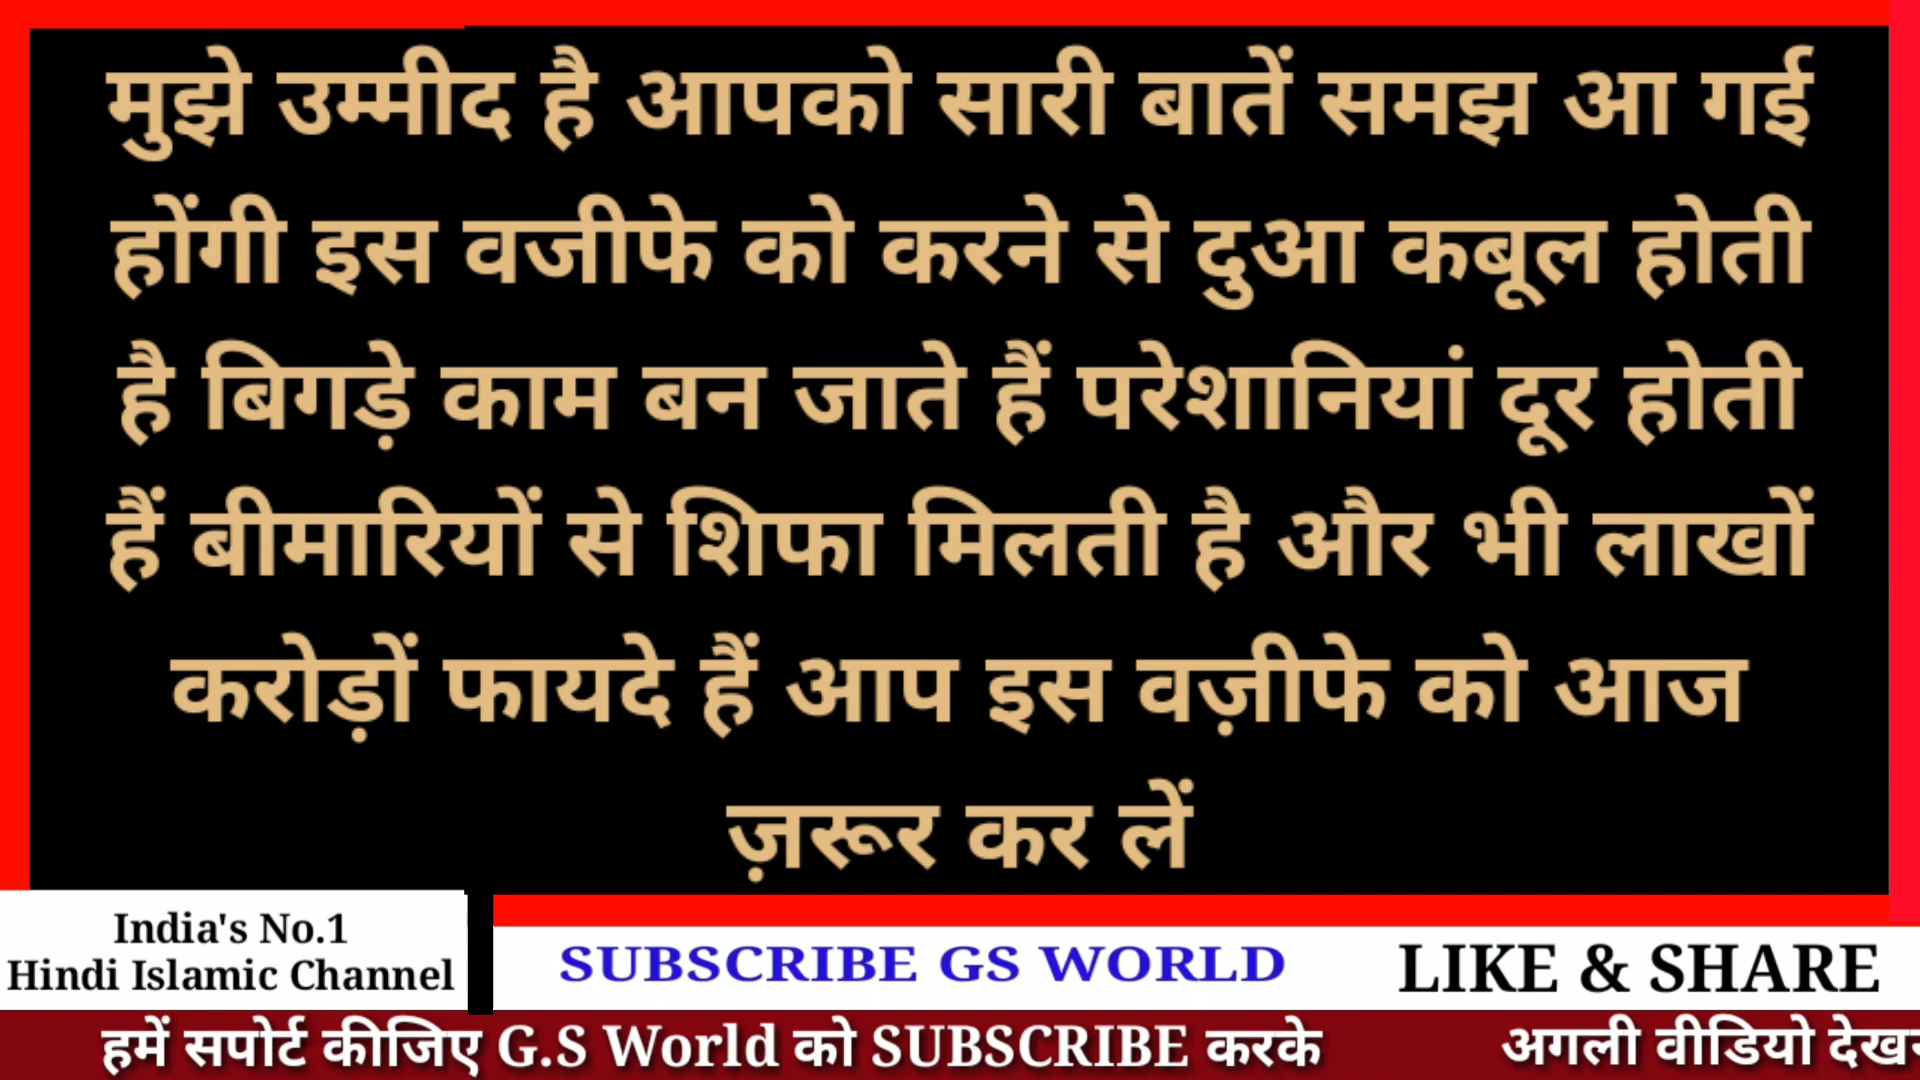 मुझे उम्मीद है आपको सारी बातें समझ आ गई
होंगी इस वजीफे को करने से दुआ कबूल होती
है बिगड़े काम बन जाते हैं परेशानियां दूर होती
हैं बीमारियों से शिफा मिलती है और भी लाखों
करोड़ों फायदे हैं आप इस वज़ीफे को आज
ज़रूर कर लें
India's No.1
Hindi Islamic Channel
SUBSCRIBE GS WORLD
LIKE & SHARE
हमें सपोर्ट कीजिए G.S World को SUBSCRIBE करके
अगली वीडियो